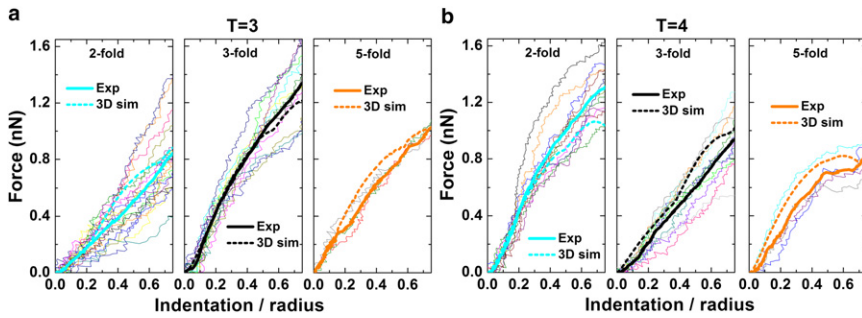 a
T=3
b
T=4
2-fold
3-fold
5-fold
2-fold
3-fold
5-fold
Exp
3D sim
Exp
3D sim
Exp
3D sim
Exp
3D sim
Exp
3D sim
Exp
3D sim
Force (nN)
1.6
1.2
0.8
0.4
0.0
Force (nN)
1.6
1.2
0.8
0.4
0.0
0.0 0.2 0.4 0.6
0.0 0.2 0.4 0.6
0.0 0.2 0.4 0.6
0.0 0.2 0.4 0.6
0.0 0.2 0.4 0.6
0.0 0.2 0.4 0.6
Indentation / radius
Indentation / radius